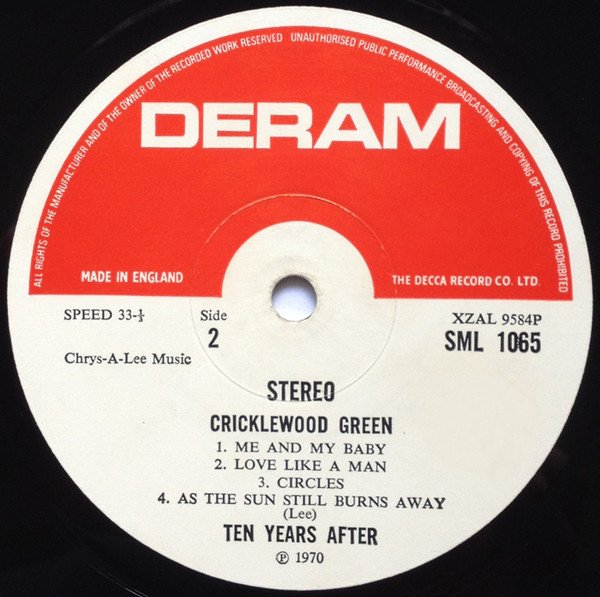 ALL RIGHTS OF THE MANUFACTURER AND OF THE OWNER OF THE RECORDED WORK RESERVED UNAUTHORISED PUBLIC PERFORMANCE BROADCASTING AND COPYING OF THIS RECORD PROHIBITED
DERAM
MADE IN ENGLAND
THE DECCA RECORD CO. LTD.
SPEED 33-⅓
Side
2
XZAL 9584P
SML 1065
Chrys-A-Lee Music
STEREO
CRICKLEWOOD GREEN
1. ME AND MY BABY
2. LOVE LIKE A MAN
3. CIRCLES
4. AS THE SUN STILL BURNS AWAY
(Lee)
TEN YEARS AFTER
℗ 1970